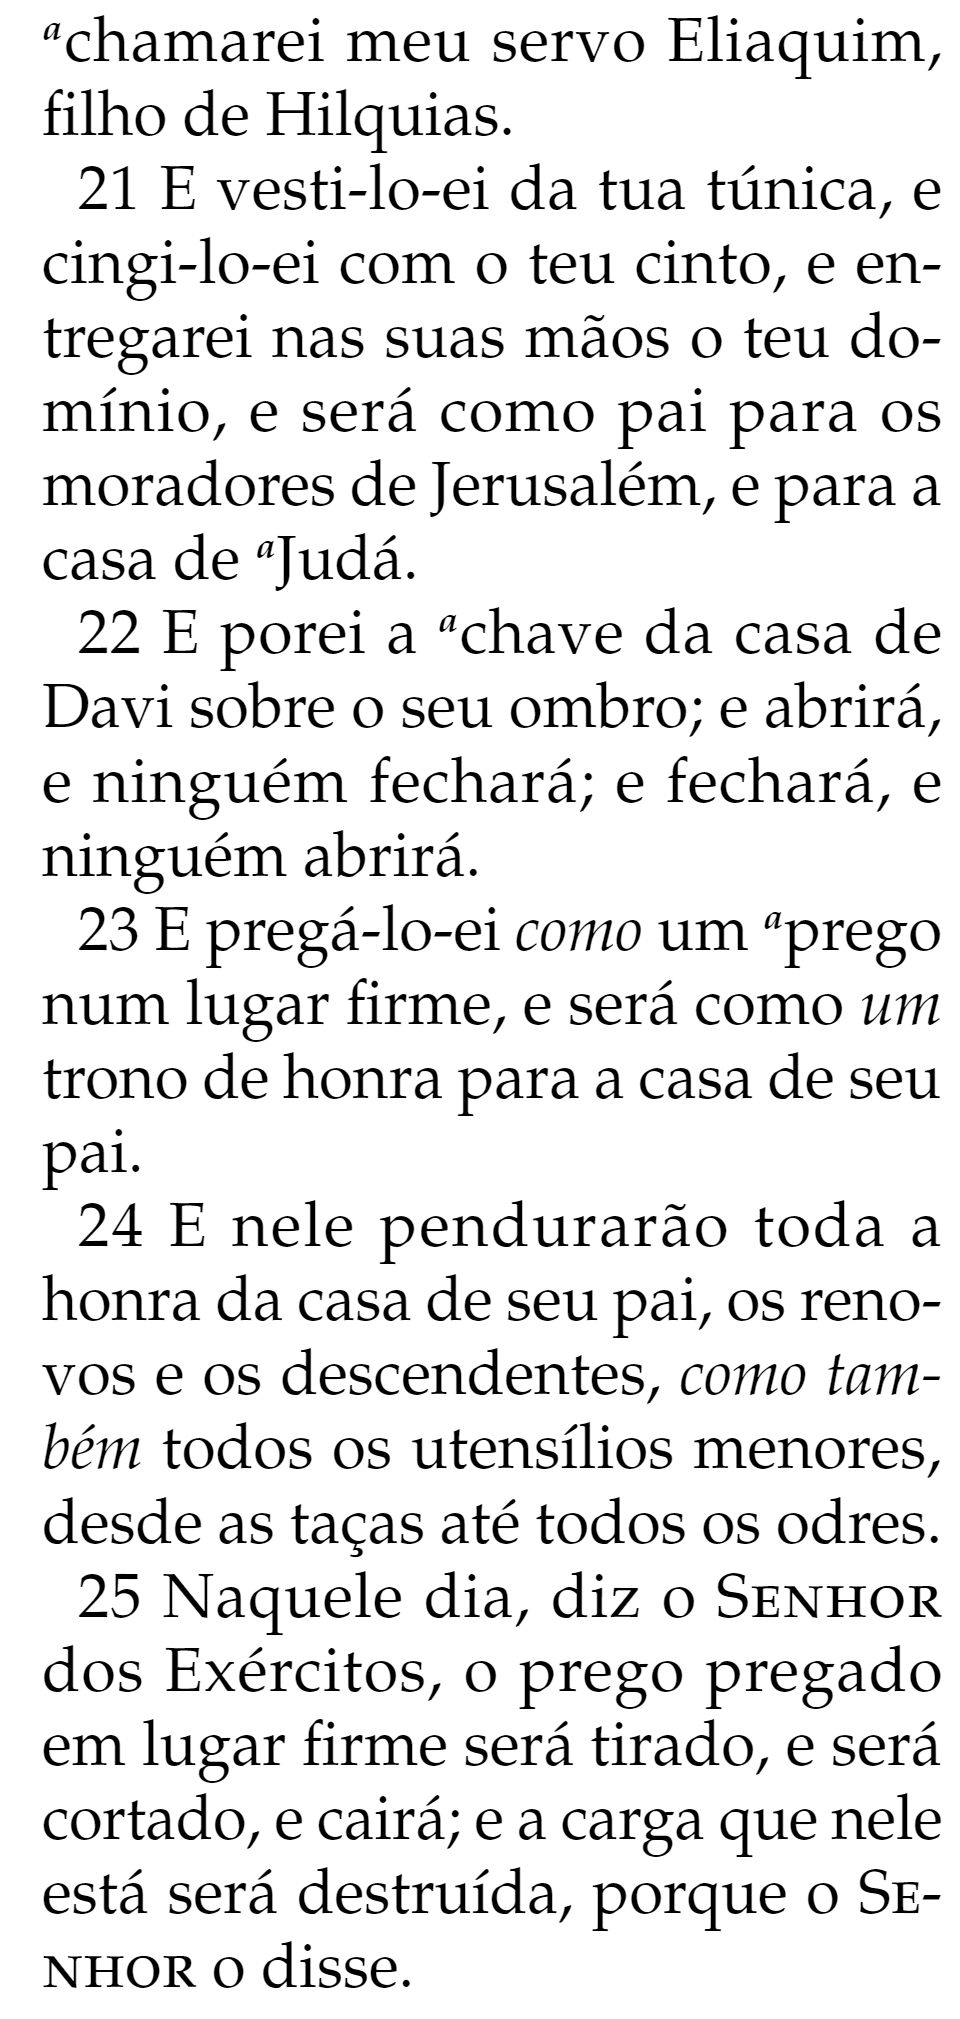 ᵃchamarei meu servo Eliaquim,
filho de Hilquias.
21 E vesti-lo-ei da tua túnica, e
cingi-lo-ei com o teu cinto, e en-
tregarei nas suas mãos o teu do-
mínio, e será como pai para os
moradores de Jerusalém, e para a
casa de ᵃJudá.
22 E porei a ᵃchave da casa de
Davi sobre o seu ombro; e abrirá,
e ninguém fechará; e fechará, e
ninguém abrirá.
23 E pregá-lo-ei como um ᵃprego
num lugar firme, e será como um
trono de honra para a casa de seu
pai.
24 E nele pendurarão toda a
honra da casa de seu pai, os reno-
vos e os descendentes, como tam-
bém todos os utensílios menores,
desde as taças até todos os odres.
25 Naquele dia, diz o SENHOR
dos Exércitos, o prego pregado
em lugar firme será tirado, e será
cortado, e cairá; e a carga que nele
está será destruída, porque o SE-
NHOR o disse.